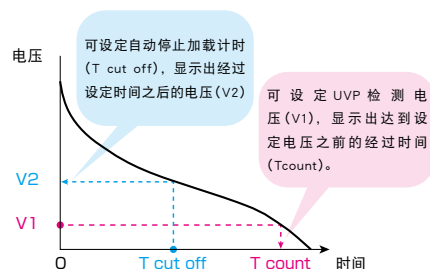 电压
可设定自动停止加载计时
(T cut off)，显示出经过
设定时间之后的电压(V2)
可设定UVP检测电
压(V1)，显示出达到设
定电压之前的经过时间
(Tcount)。
V2
V1
O
T cut off
T count
时间